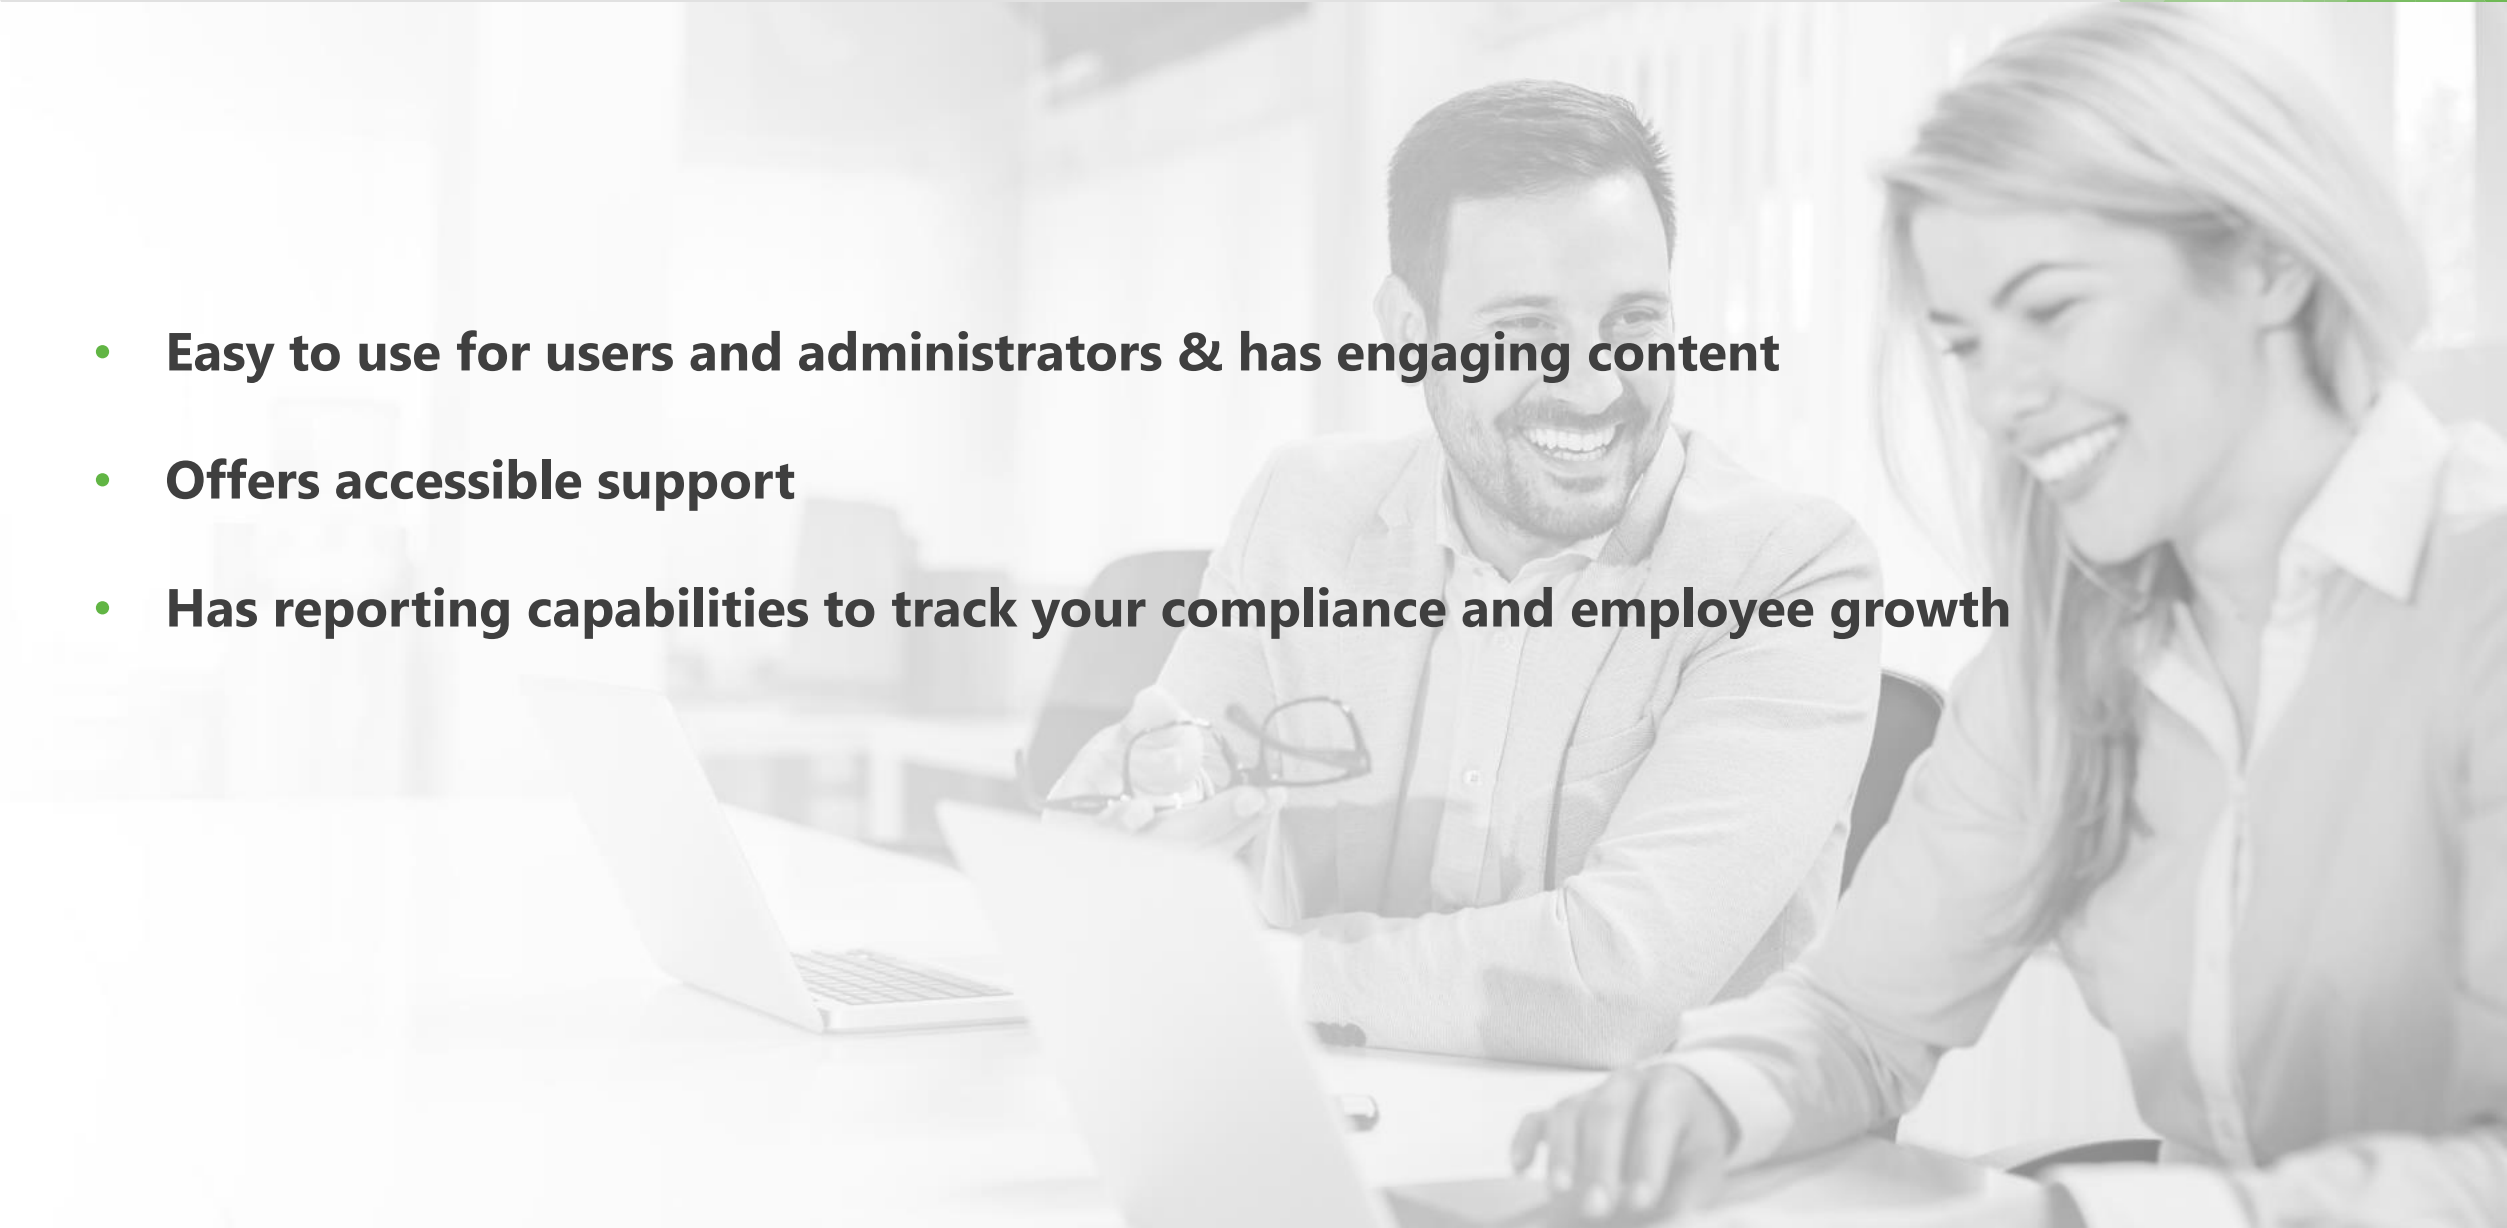 • Easy to use for users and administrators & has engaging content
• Offers accessible support
• Has reporting capabilities to track your compliance and employee growth